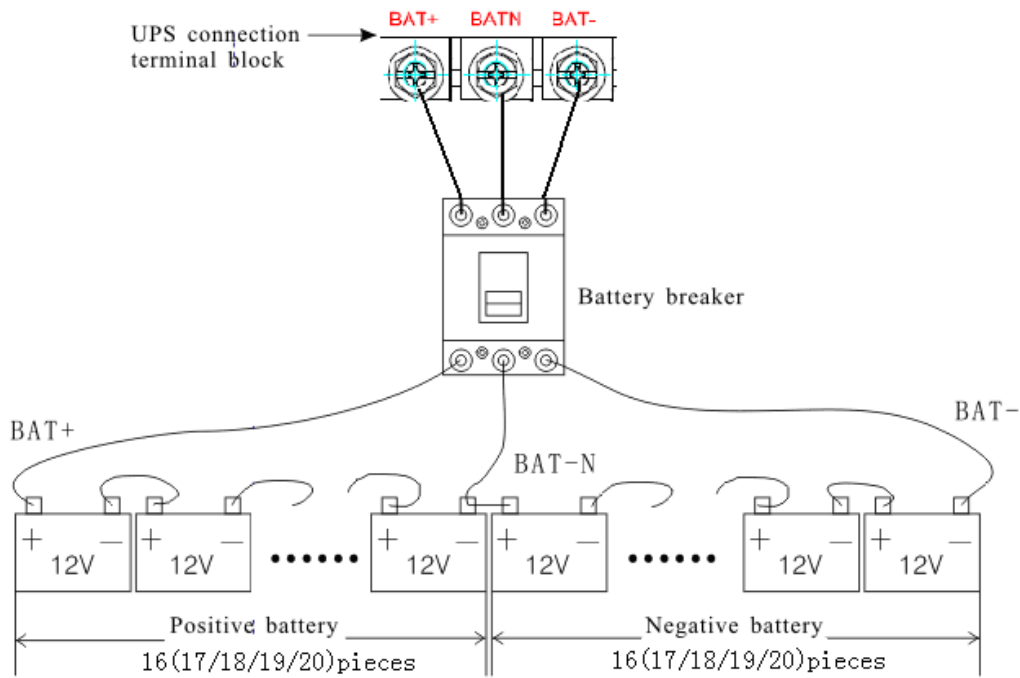 BAT+ BATN BAT-
UPS connection
terminal block
Battery breaker
BAT+
BAT-N
BAT-
+ - + - + - + - + - + -
12V 12V 12V 12V 12V 12V
Positive battery
16(17/18/19/20)pieces
Negative battery
16(17/18/19/20)pieces